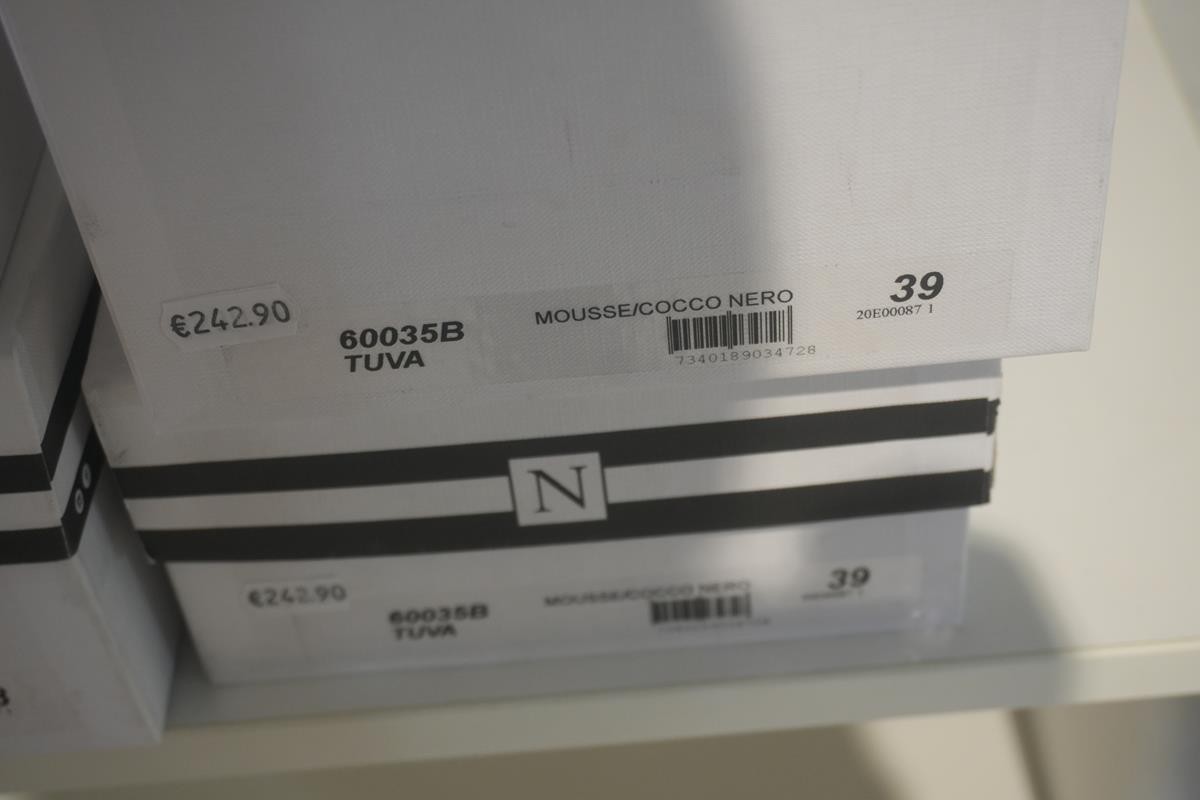 €242.90
60035B
TUVA
MOUSSE/COCCO NERO
7340189034728
39
20E00087 1
N
€242.90
60035B
TUVA
MOUSSE/COCCO NERO
39